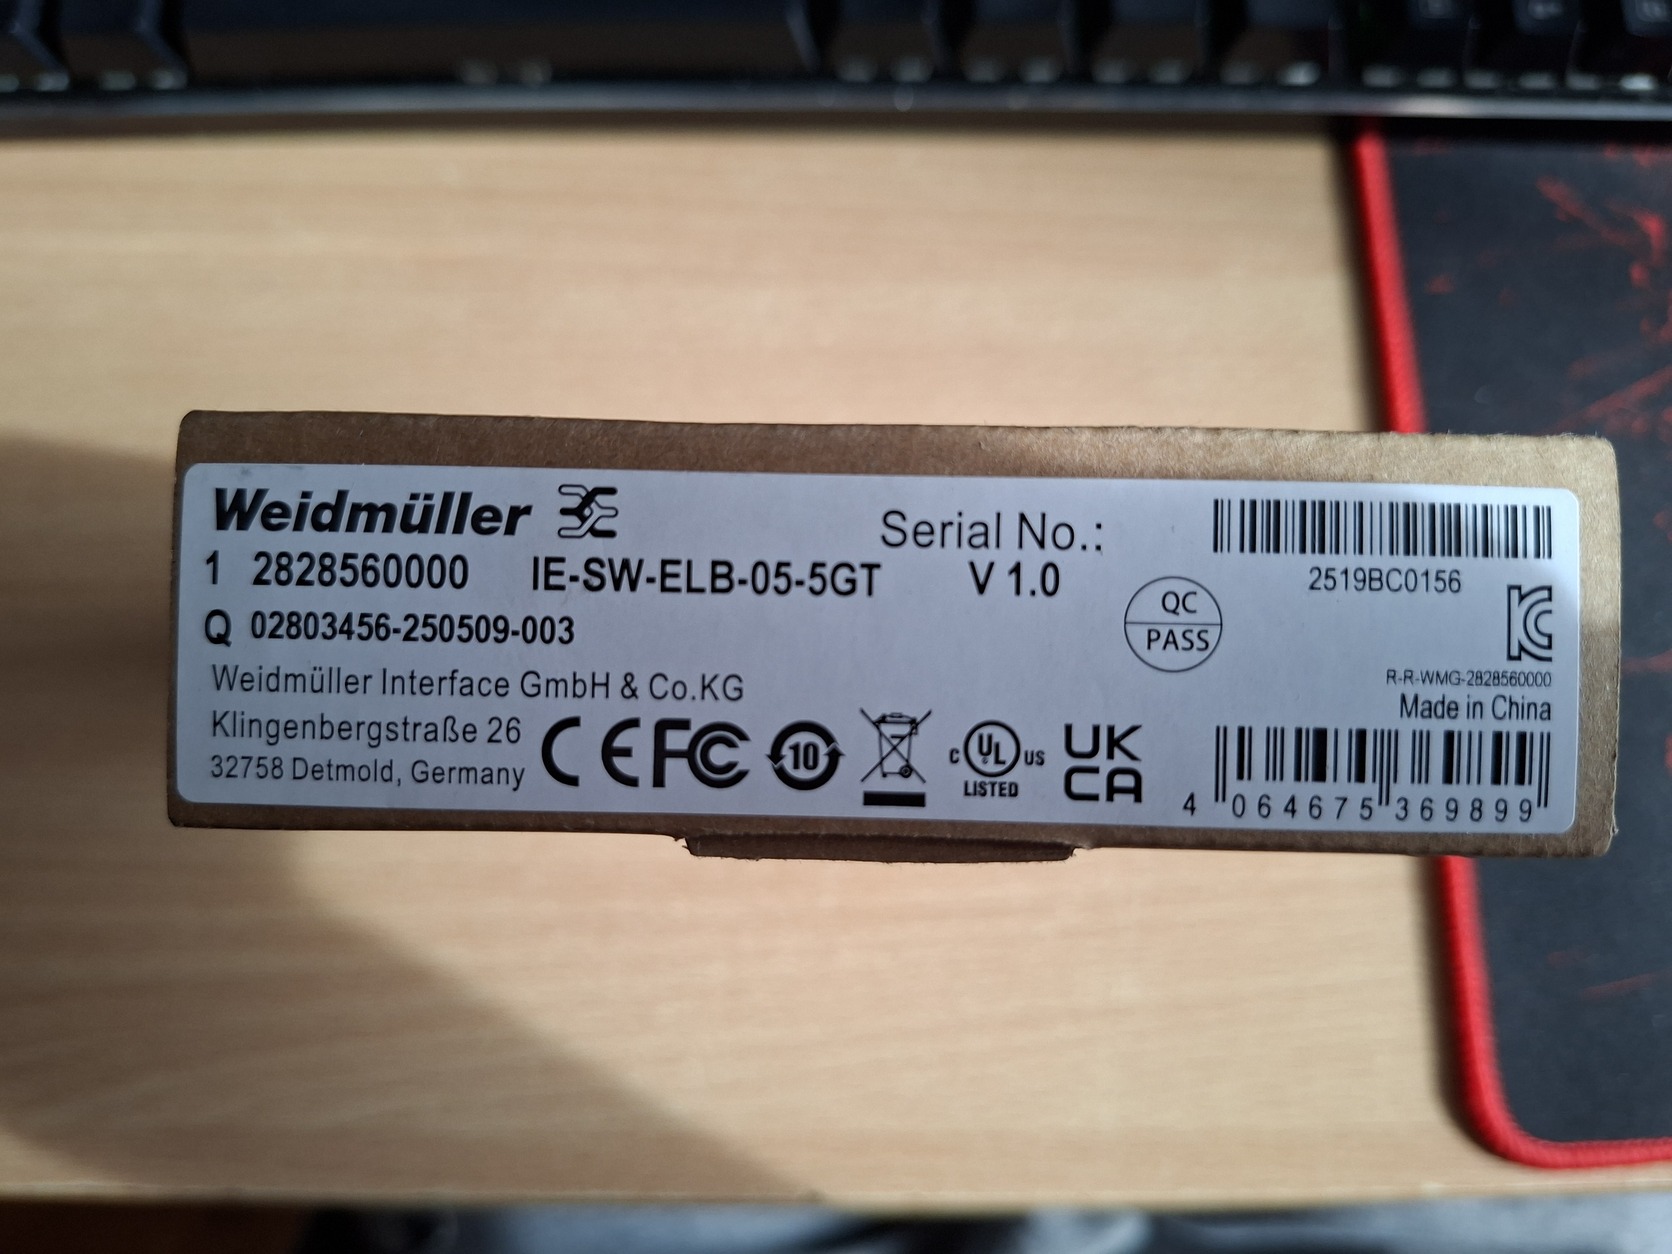 Weidmüller
Serial No.:
2519BC0156
1 2828560000 IE-SW-ELB-05-5GT V 1.0
Q 02803456-250509-003
QC
PASS
KC
R-R-WMG-2828560000
Made in China
Weidmüller Interface GmbH & Co.KG
Klingenbergstraße 26
32758 Detmold, Germany
CE FC 10 c UL us
LISTED
UK
CA
4 064675 369899